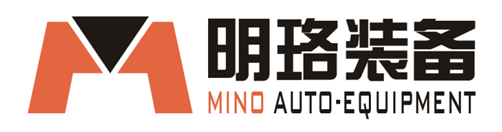 明珞装备
MINO AUTO-EQUIPMENT